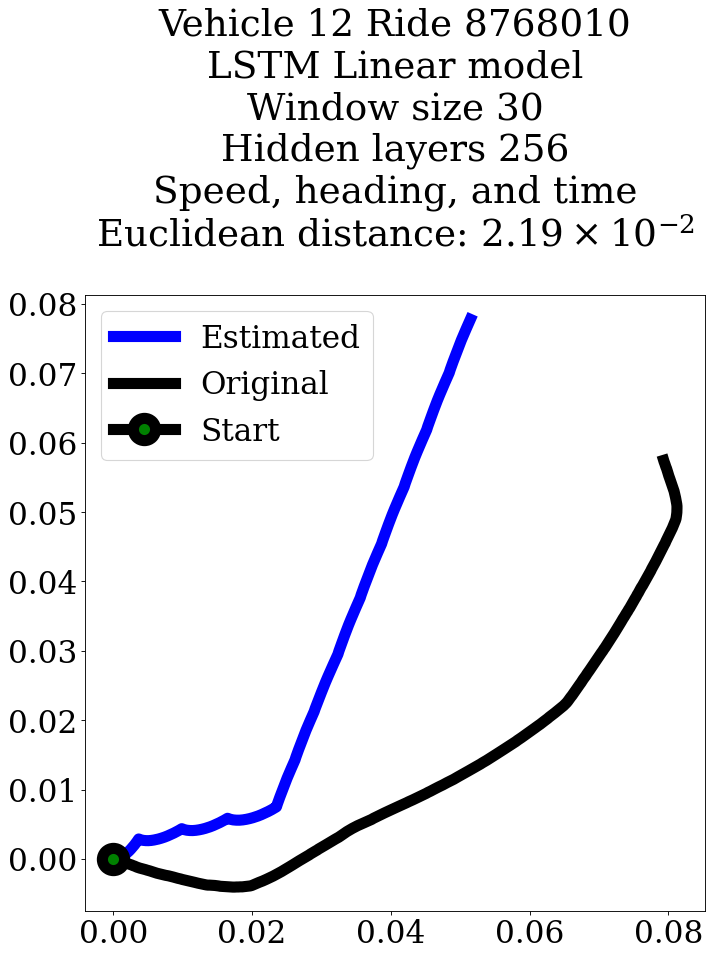 Vehicle 12 Ride 8768010
LSTM Linear model
Window size 30
Hidden layers 256
Speed, heading, and time
Euclidean distance: 2.19 × 10⁻²
0.08
0.07
0.06
0.05
0.04
0.03
0.02
0.01
0.00
Estimated
Original
Start
0.00 0.02 0.04 0.06 0.08